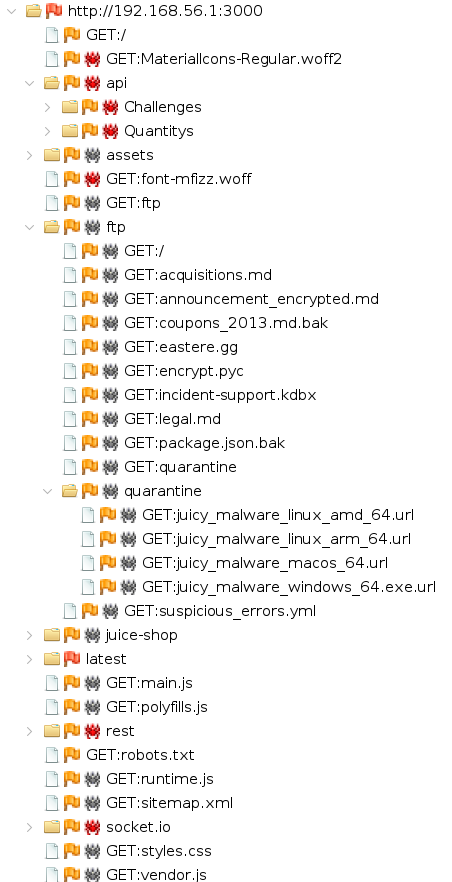 http://192.168.56.1:3000
GET:/
GET:MaterialIcons-Regular.woff2
api
Challenges
Quantitys
assets
GET:font-mfizz.woff
GET:ftp
ftp
GET:/
GET:acquisitions.md
GET:announcement_encrypted.md
GET:coupons_2013.md.bak
GET:eastere.gg
GET:encrypt.pyc
GET:incident-support.kdbx
GET:legal.md
GET:package.json.bak
GET:quarantine
quarantine
GET:juicy_malware_linux_amd_64.url
GET:juicy_malware_linux_arm_64.url
GET:juicy_malware_macos_64.url
GET:juicy_malware_windows_64.exe.url
GET:suspicious_errors.yml
juice-shop
latest
GET:main.js
GET:polyfills.js
rest
GET:robots.txt
GET:runtime.js
GET:sitemap.xml
socket.io
GET:styles.css
GET:vendor.js